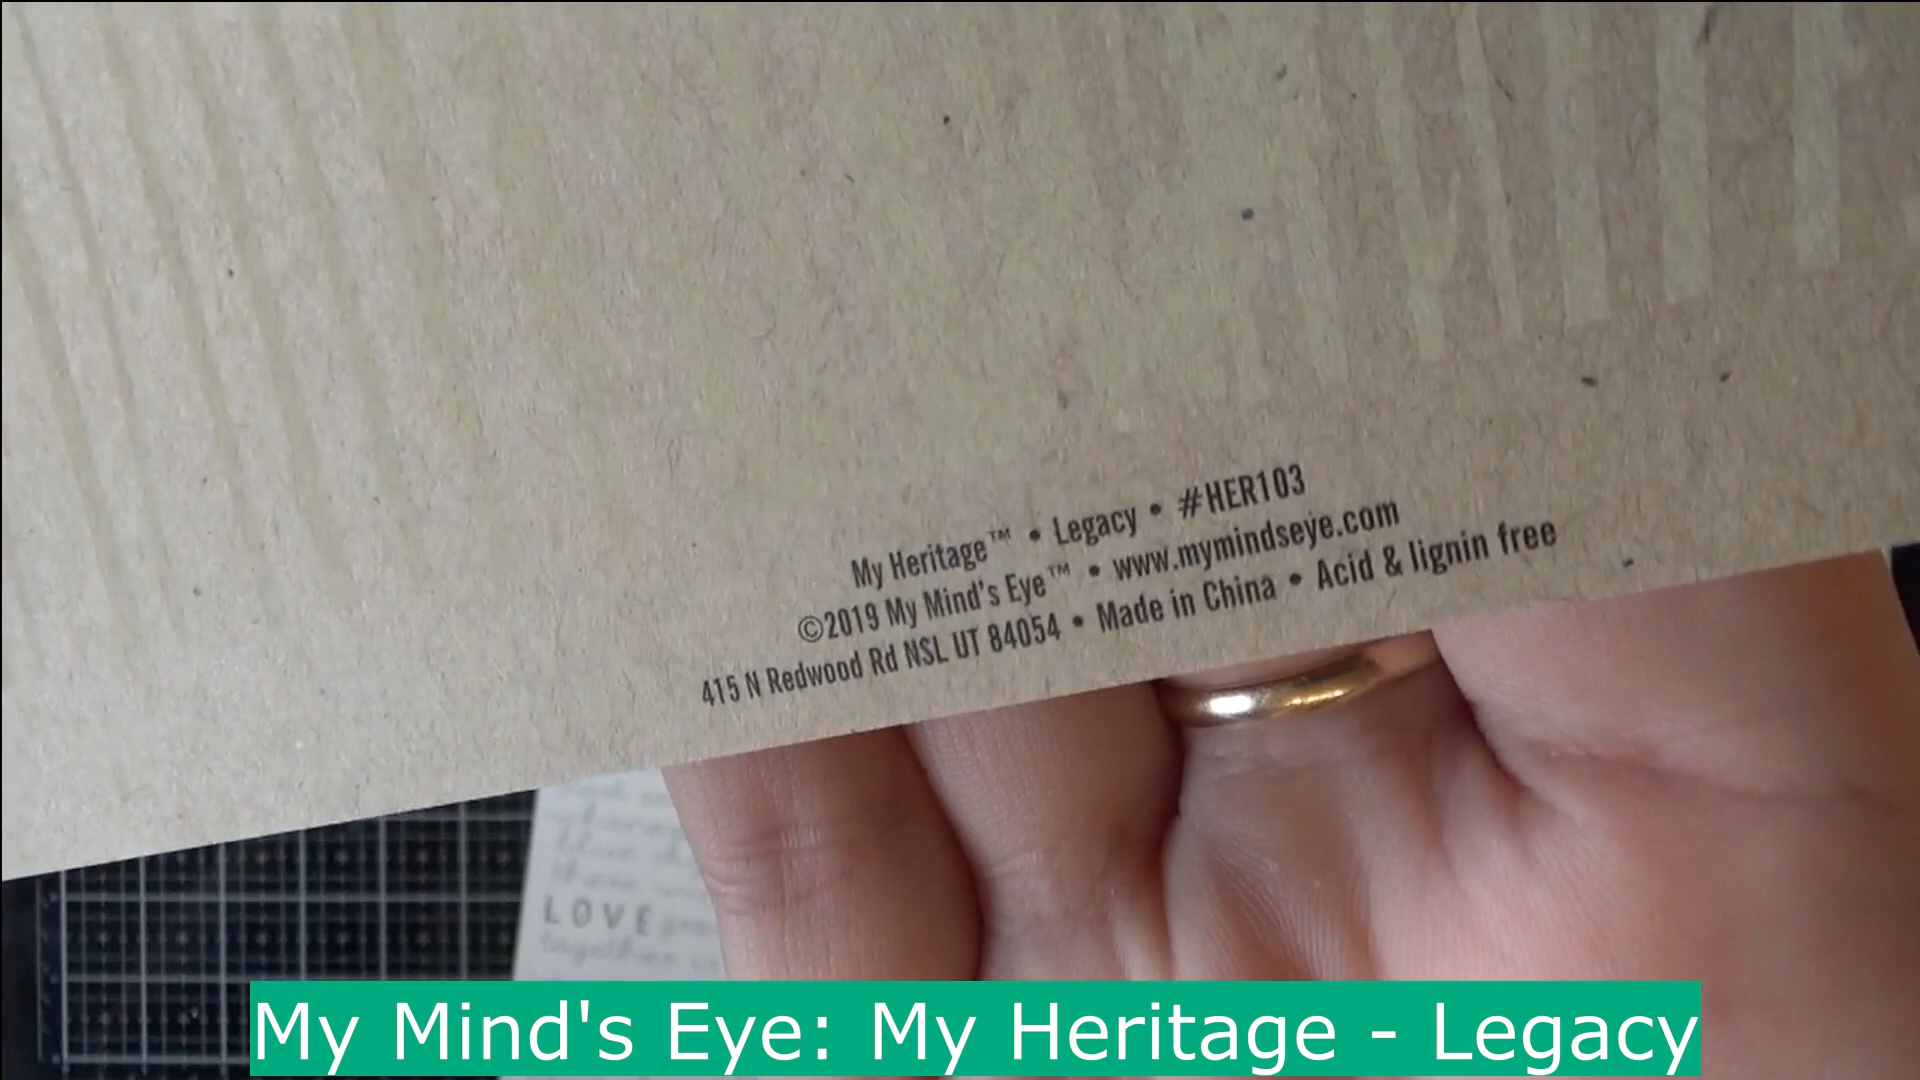 My Heritage™ • Legacy • #HER103
©2019 My Mind's Eye™ • www.mymindseye.com
415 N Redwood Rd NSL UT 84054 • Made in China • Acid & lignin free
LOVE
together
My Mind's Eye: My Heritage - Legacy